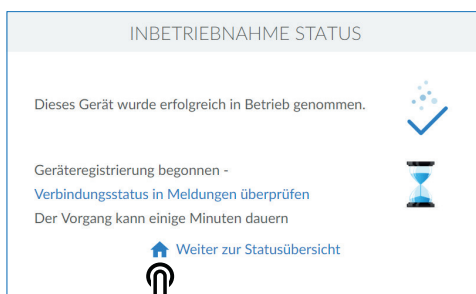 INBETRIEBNAHME STATUS
Dieses Gerät wurde erfolgreich in Betrieb genommen.
Geräteregistrierung begonnen -
Verbindungsstatus in Meldungen überprüfen
Der Vorgang kann einige Minuten dauern
Weiter zur Statusübersicht